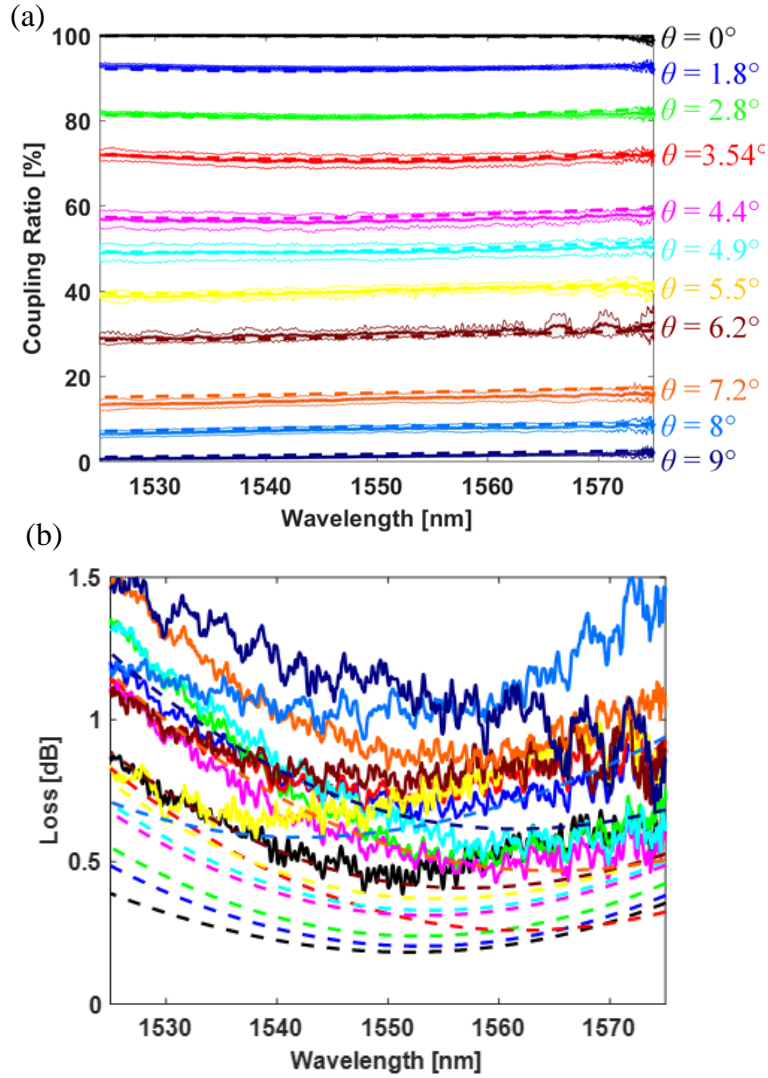 (a)
100
80
60
40
20
0
Coupling Ratio [%]
1530 1540 1550 1560 1570
Wavelength [nm]
θ = 0°
θ = 1.8°
θ = 2.8°
θ =3.54°
θ = 4.4°
θ = 4.9°
θ = 5.5°
θ = 6.2°
θ = 7.2°
θ = 8°
θ = 9°
(b)
1.5
1
0.5
0
Loss [dB]
1530 1540 1550 1560 1570
Wavelength [nm]